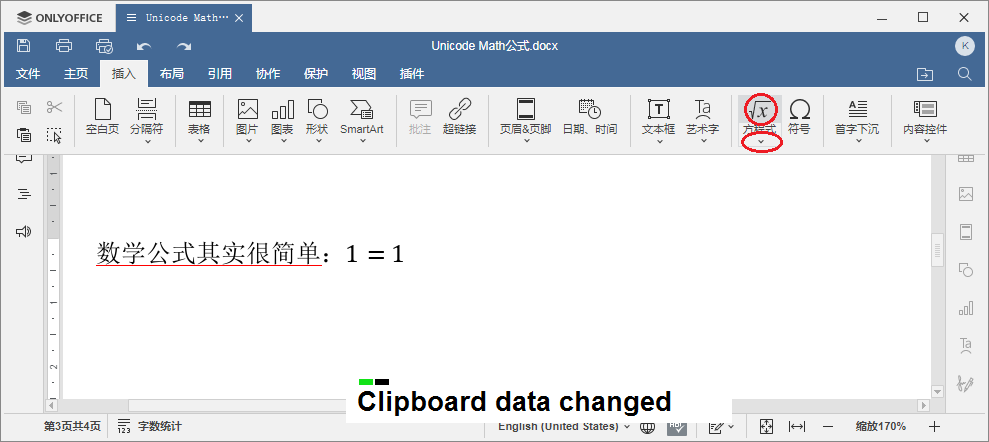 ONLYOFFICE
Unicode Math⋯
Unicode Math公式.docx
K
文件 主页 插入 布局 引用 协作 保护 视图 插件
空白页 分隔符 表格 图片 图表 形状 SmartArt 批注 超链接 页眉&页脚 日期、时间 文本框 艺术字 方程式 符号 首字下沉 内容控件
数学公式其实很简单：1 = 1
Clipboard data changed
第3页共4页 字数统计 English (United States) 缩放170%